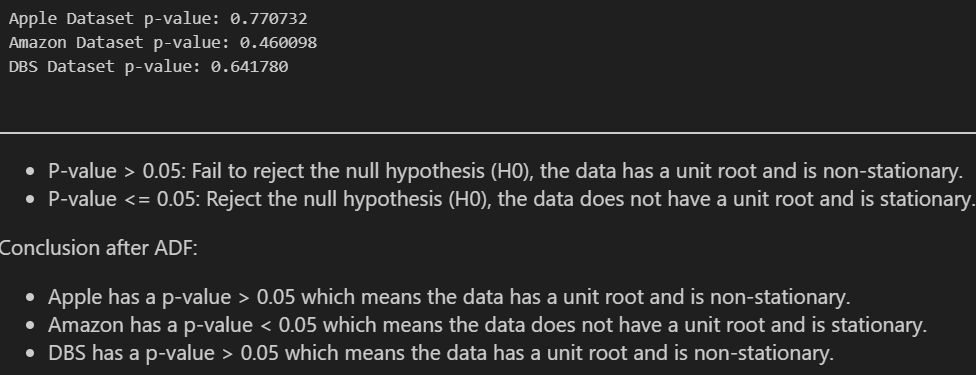 Apple Dataset p-value: 0.770732
Amazon Dataset p-value: 0.460098
DBS Dataset p-value: 0.641780
• P-value > 0.05: Fail to reject the null hypothesis (H0), the data has a unit root and is non-stationary.
• P-value <= 0.05: Reject the null hypothesis (H0), the data does not have a unit root and is stationary.
Conclusion after ADF:
• Apple has a p-value > 0.05 which means the data has a unit root and is non-stationary.
• Amazon has a p-value < 0.05 which means the data does not have a unit root and is stationary.
• DBS has a p-value > 0.05 which means the data has a unit root and is non-stationary.